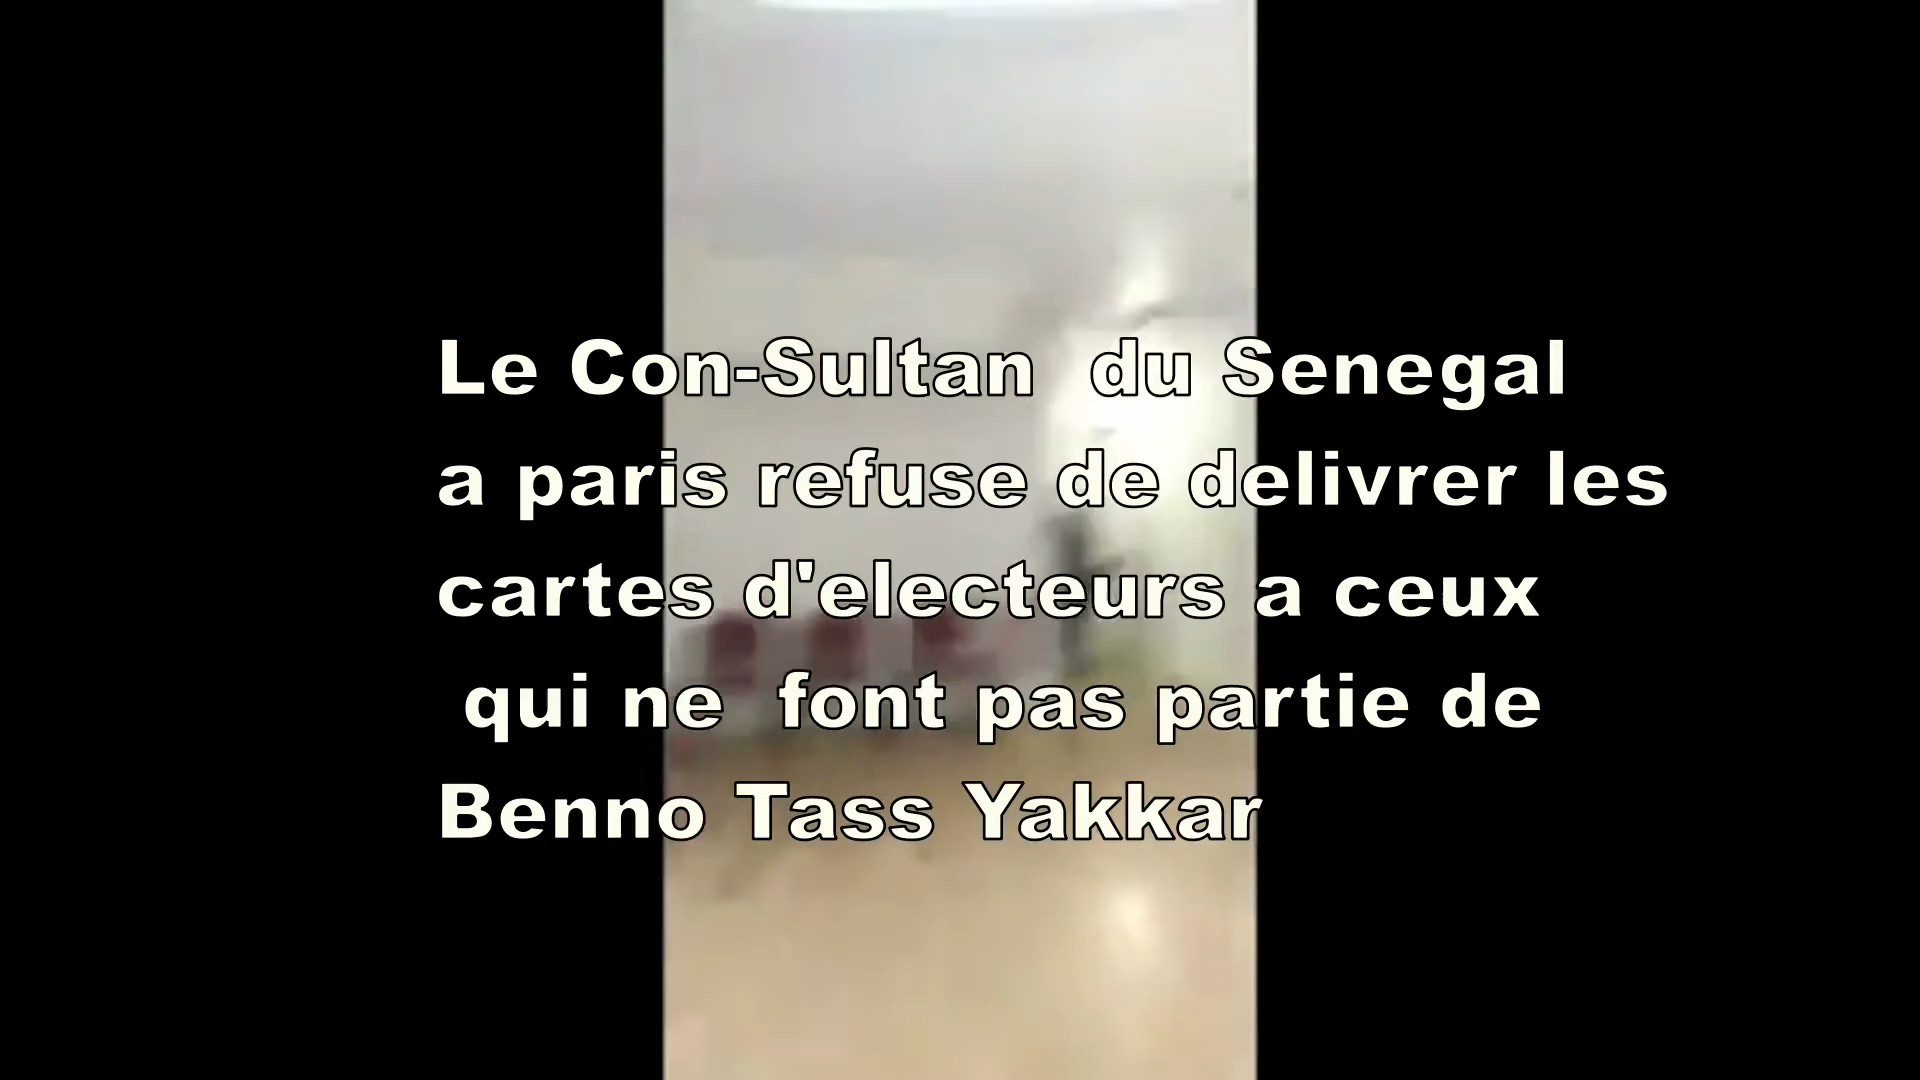 Le Con-Sultan du Senegal
a paris refuse de delivrer les
cartes d'electeurs a ceux
qui ne font pas partie de
Benno Tass Yakkar